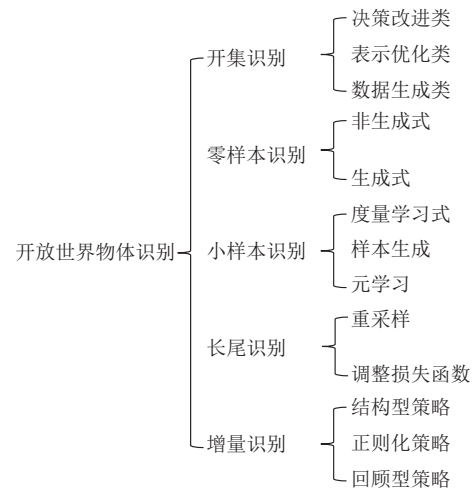 开放世界物体识别
开集识别
决策改进类
表示优化类
数据生成类
零样本识别
非生成式
生成式
小样本识别
度量学习式
样本生成
元学习
长尾识别
重采样
调整损失函数
增量识别
结构型策略
正则化策略
回顾型策略